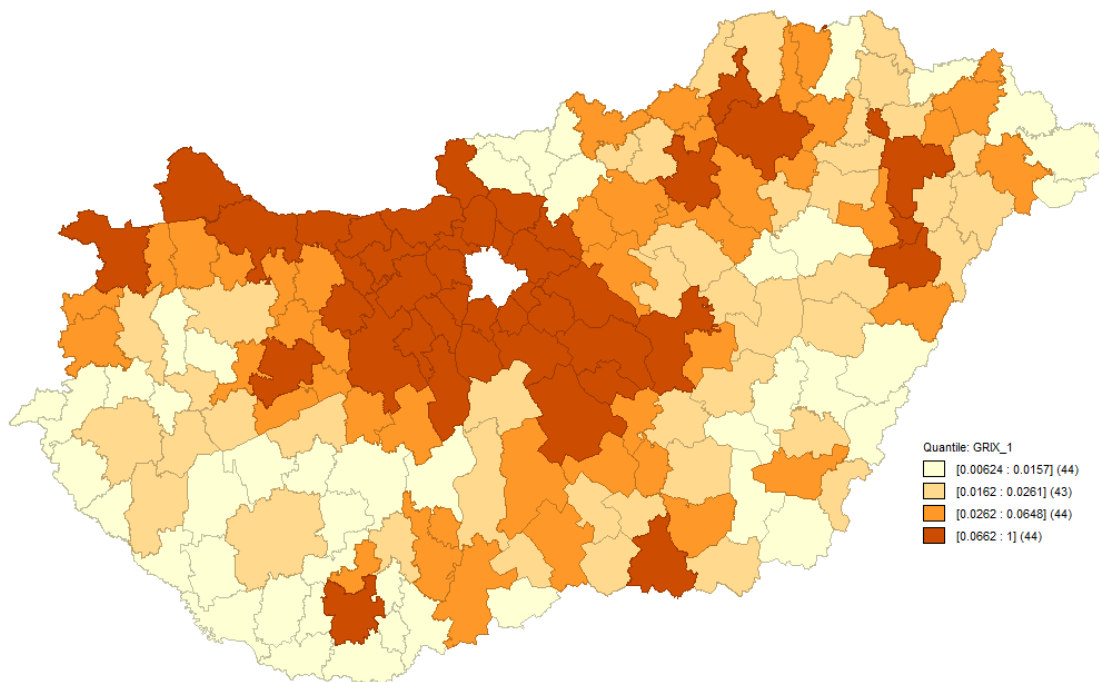 Quantile: GRIX_1
[0.00624 : 0.0157] (44)
[0.0162 : 0.0261] (43)
[0.0262 : 0.0648] (44)
[0.0662 : 1] (44)